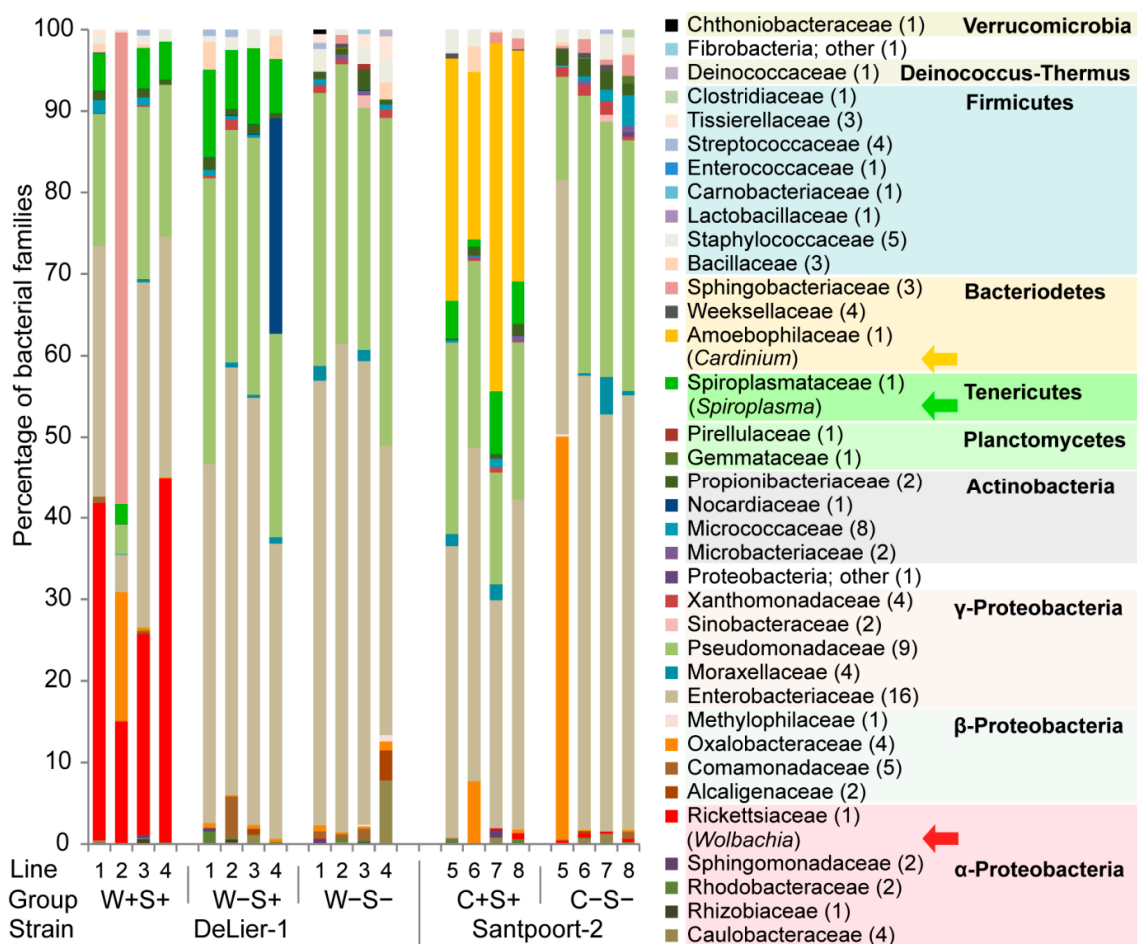 Percentage of bacterial families
100
90
80
70
60
50
40
30
20
10
0
Line
1 2 3 4 1 2 3 4 1 2 3 4 5 6 7 8 5 6 7 8
Group
W+S+ W−S+ W−S− C+S+ C−S−
Strain
DeLier-1 Santpoort-2
Chthoniobacteraceae (1) Verrucomicrobia
Fibrobacteria; other (1)
Deinococcaceae (1) Deinococcus-Thermus
Clostridiaceae (1) Firmicutes
Tissierellaceae (3)
Streptococcaceae (4)
Enterococcaceae (1)
Carnobacteriaceae (1)
Lactobacillaceae (1)
Staphylococcaceae (5)
Bacillaceae (3)
Sphingobacteriaceae (3) Bacteriodetes
Weeksellaceae (4)
Amoebophilaceae (1)
(Cardinium)
Spiroplasmataceae (1) Tenericutes
(Spiroplasma)
Pirellulaceae (1) Planctomycetes
Gemmataceae (1)
Propionibacteriaceae (2) Actinobacteria
Nocardiaceae (1)
Micrococcaceae (8)
Microbacteriaceae (2)
Proteobacteria; other (1)
Xanthomonadaceae (4) γ-Proteobacteria
Sinobacteraceae (2)
Pseudomonadaceae (9)
Moraxellaceae (4)
Enterobacteriaceae (16)
Methylophilaceae (1) β-Proteobacteria
Oxalobacteraceae (4)
Comamonadaceae (5)
Alcaligenaceae (2)
Rickettsiaceae (1)
(Wolbachia)
Sphingomonadaceae (2) α-Proteobacteria
Rhodobacteraceae (2)
Rhizobiaceae (1)
Caulobacteraceae (4)